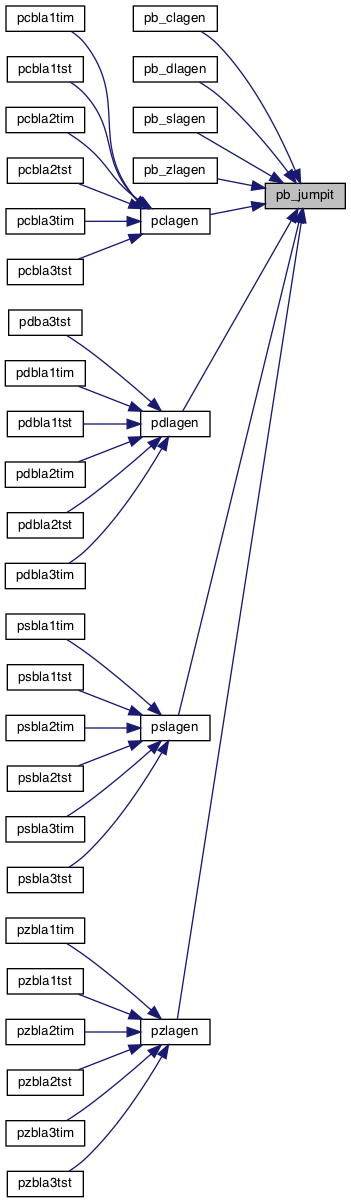 pcbla1tim
pb_clagen
pcbla1tst
pb_dlagen
pcbla2tim
pb_slagen
pcbla2tst
pb_zlagen
pb_jumpit
pcbla3tim
pclagen
pcbla3tst
pdba3tst
pdbla1tim
pdbla1tst
pdlagen
pdbla2tim
pdbla2tst
pdbla3tim
psbla1tim
psbla1tst
psbla2tim
pslagen
psbla2tst
psbla3tim
psbla3tst
pzbla1tim
pzbla1tst
pzbla2tim
pzlagen
pzbla2tst
pzbla3tim
pzbla3tst